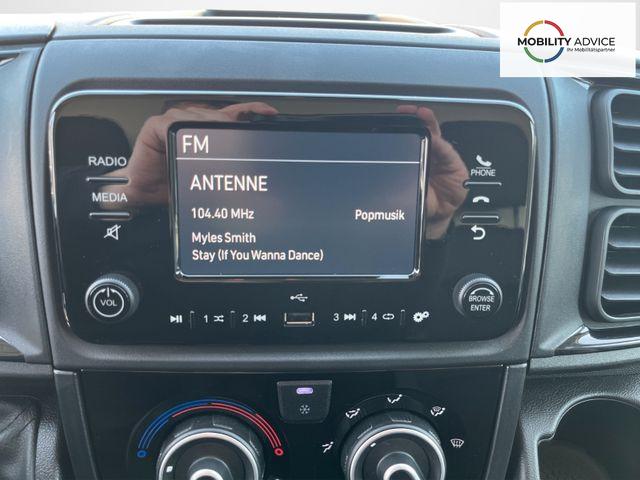 MOBILITY ADVICE
Ihr Mobilitätspartner
FM
RADIO
ANTENNE
PHONE
MEDIA
104.40 MHz Popmusik
Myles Smith
Stay (If You Wanna Dance)
VOL
BROWSE
ENTER
1 2 3 4